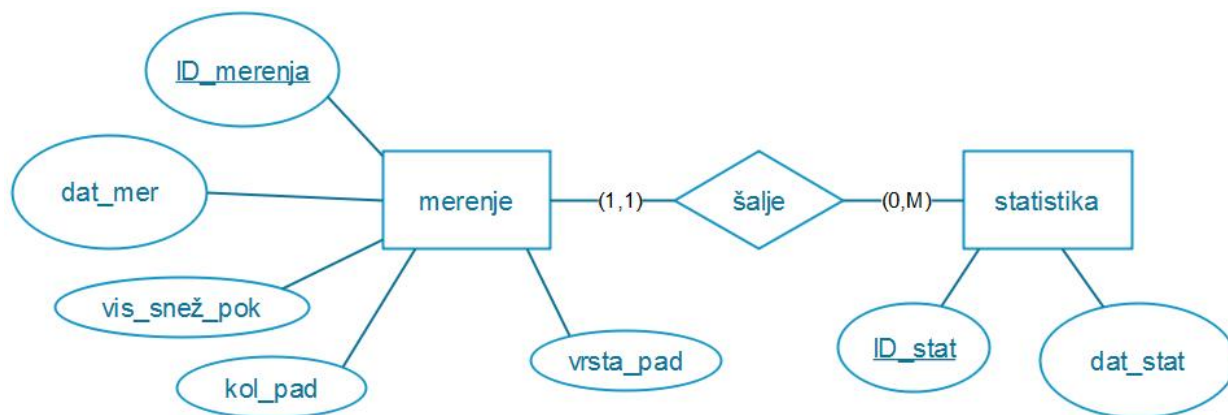 ID_merenja
dat_mer
merenje
(1,1)
šalje
(0,M)
statistika
vis_snež_pok
kol_pad
vrsta_pad
ID_stat
dat_stat